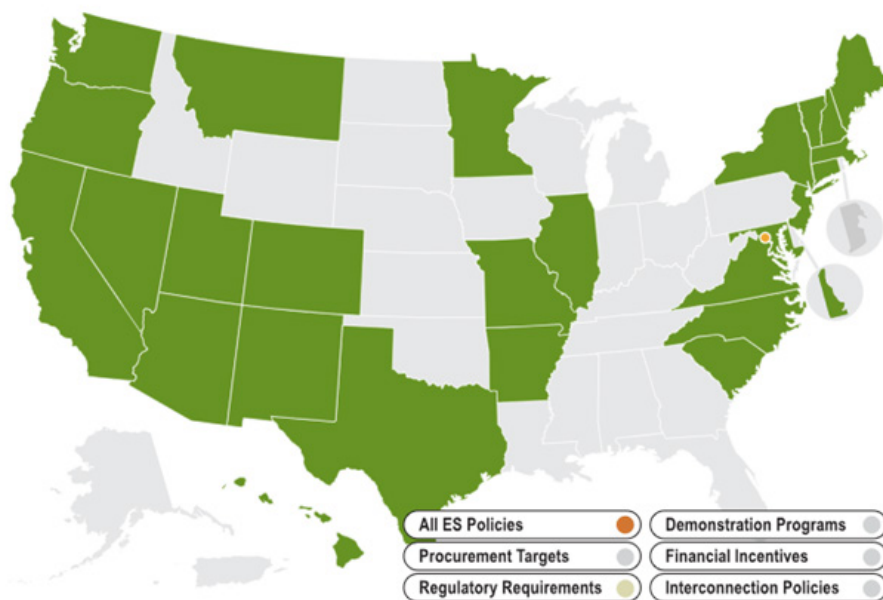 All ES Policies
Demonstration Programs
Procurement Targets
Financial Incentives
Regulatory Requirements
Interconnection Policies